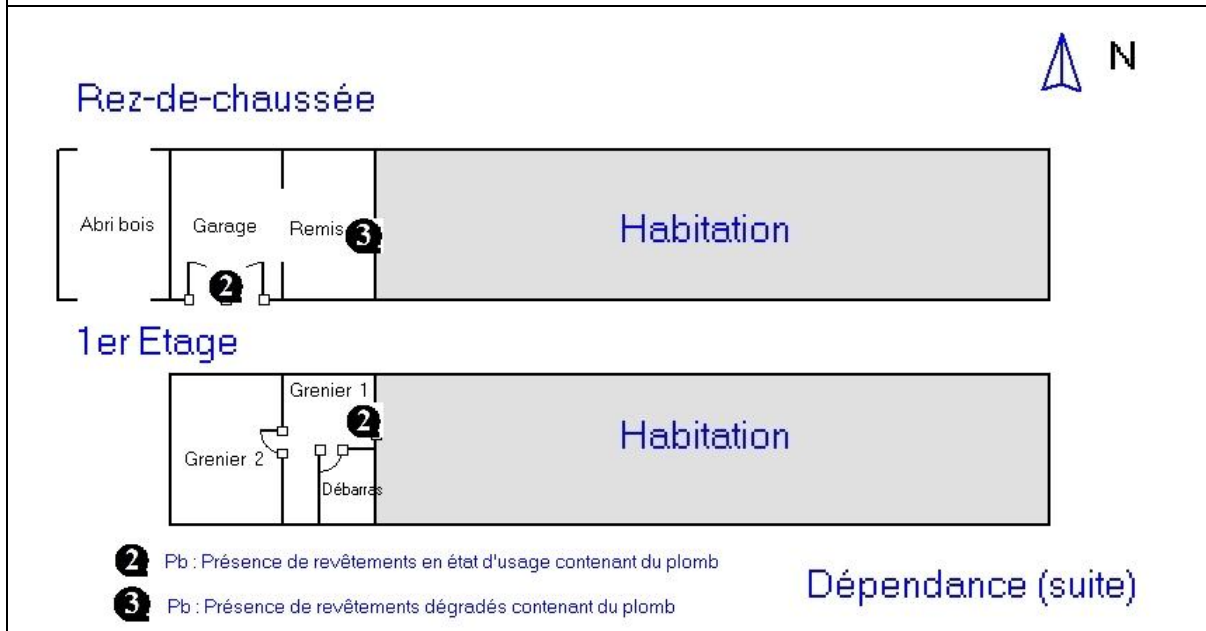 N
Rez-de-chaussée
Abri bois
Garage
Remis
3
Habitation
2
1er Etage
Grenier 1
2
Habitation
Grenier 2
Débarras
2 Pb : Présence de revêtements en état d'usage contenant du plomb
3 Pb : Présence de revêtements dégradés contenant du plomb
Dépendance (suite)